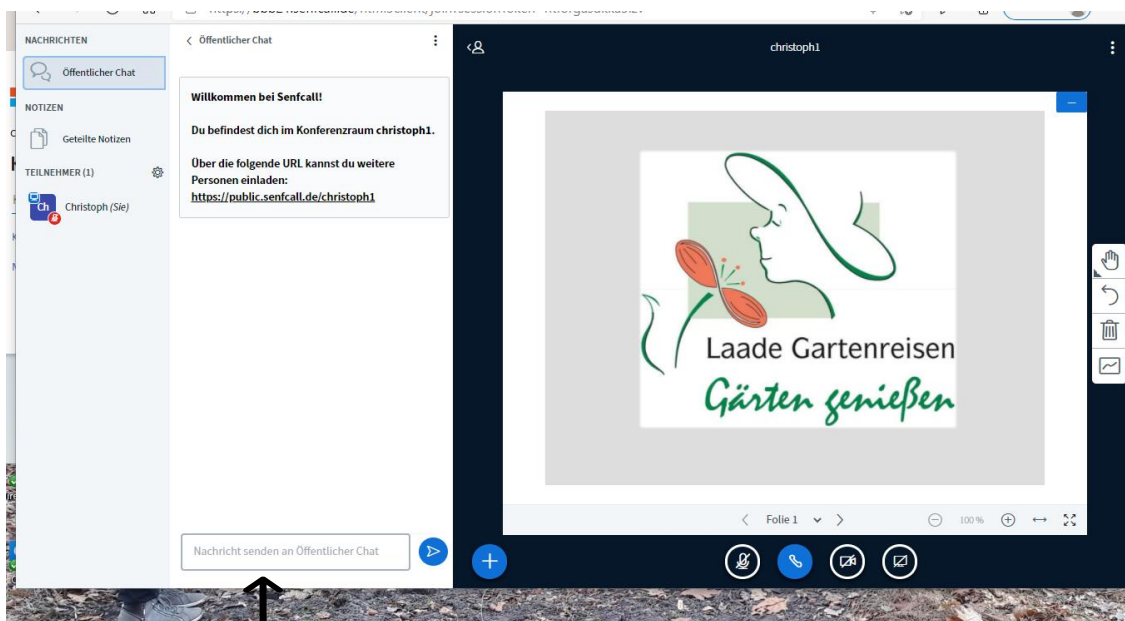 NACHRICHTEN
Öffentlicher Chat
NOTIZEN
Geteilte Notizen
TEILNEHMER (1)
Ch
Christoph (Sie)
Öffentlicher Chat
Willkommen bei Senfcall!
Du befindest dich im Konferenzraum christoph1.
Über die folgende URL kannst du weitere
Personen einladen:
https://public.senfcall.de/christoph1
Nachricht senden an Öffentlicher Chat
christoph1
Laade Gartenreisen
Gärten genießen
Folie 1
100 %